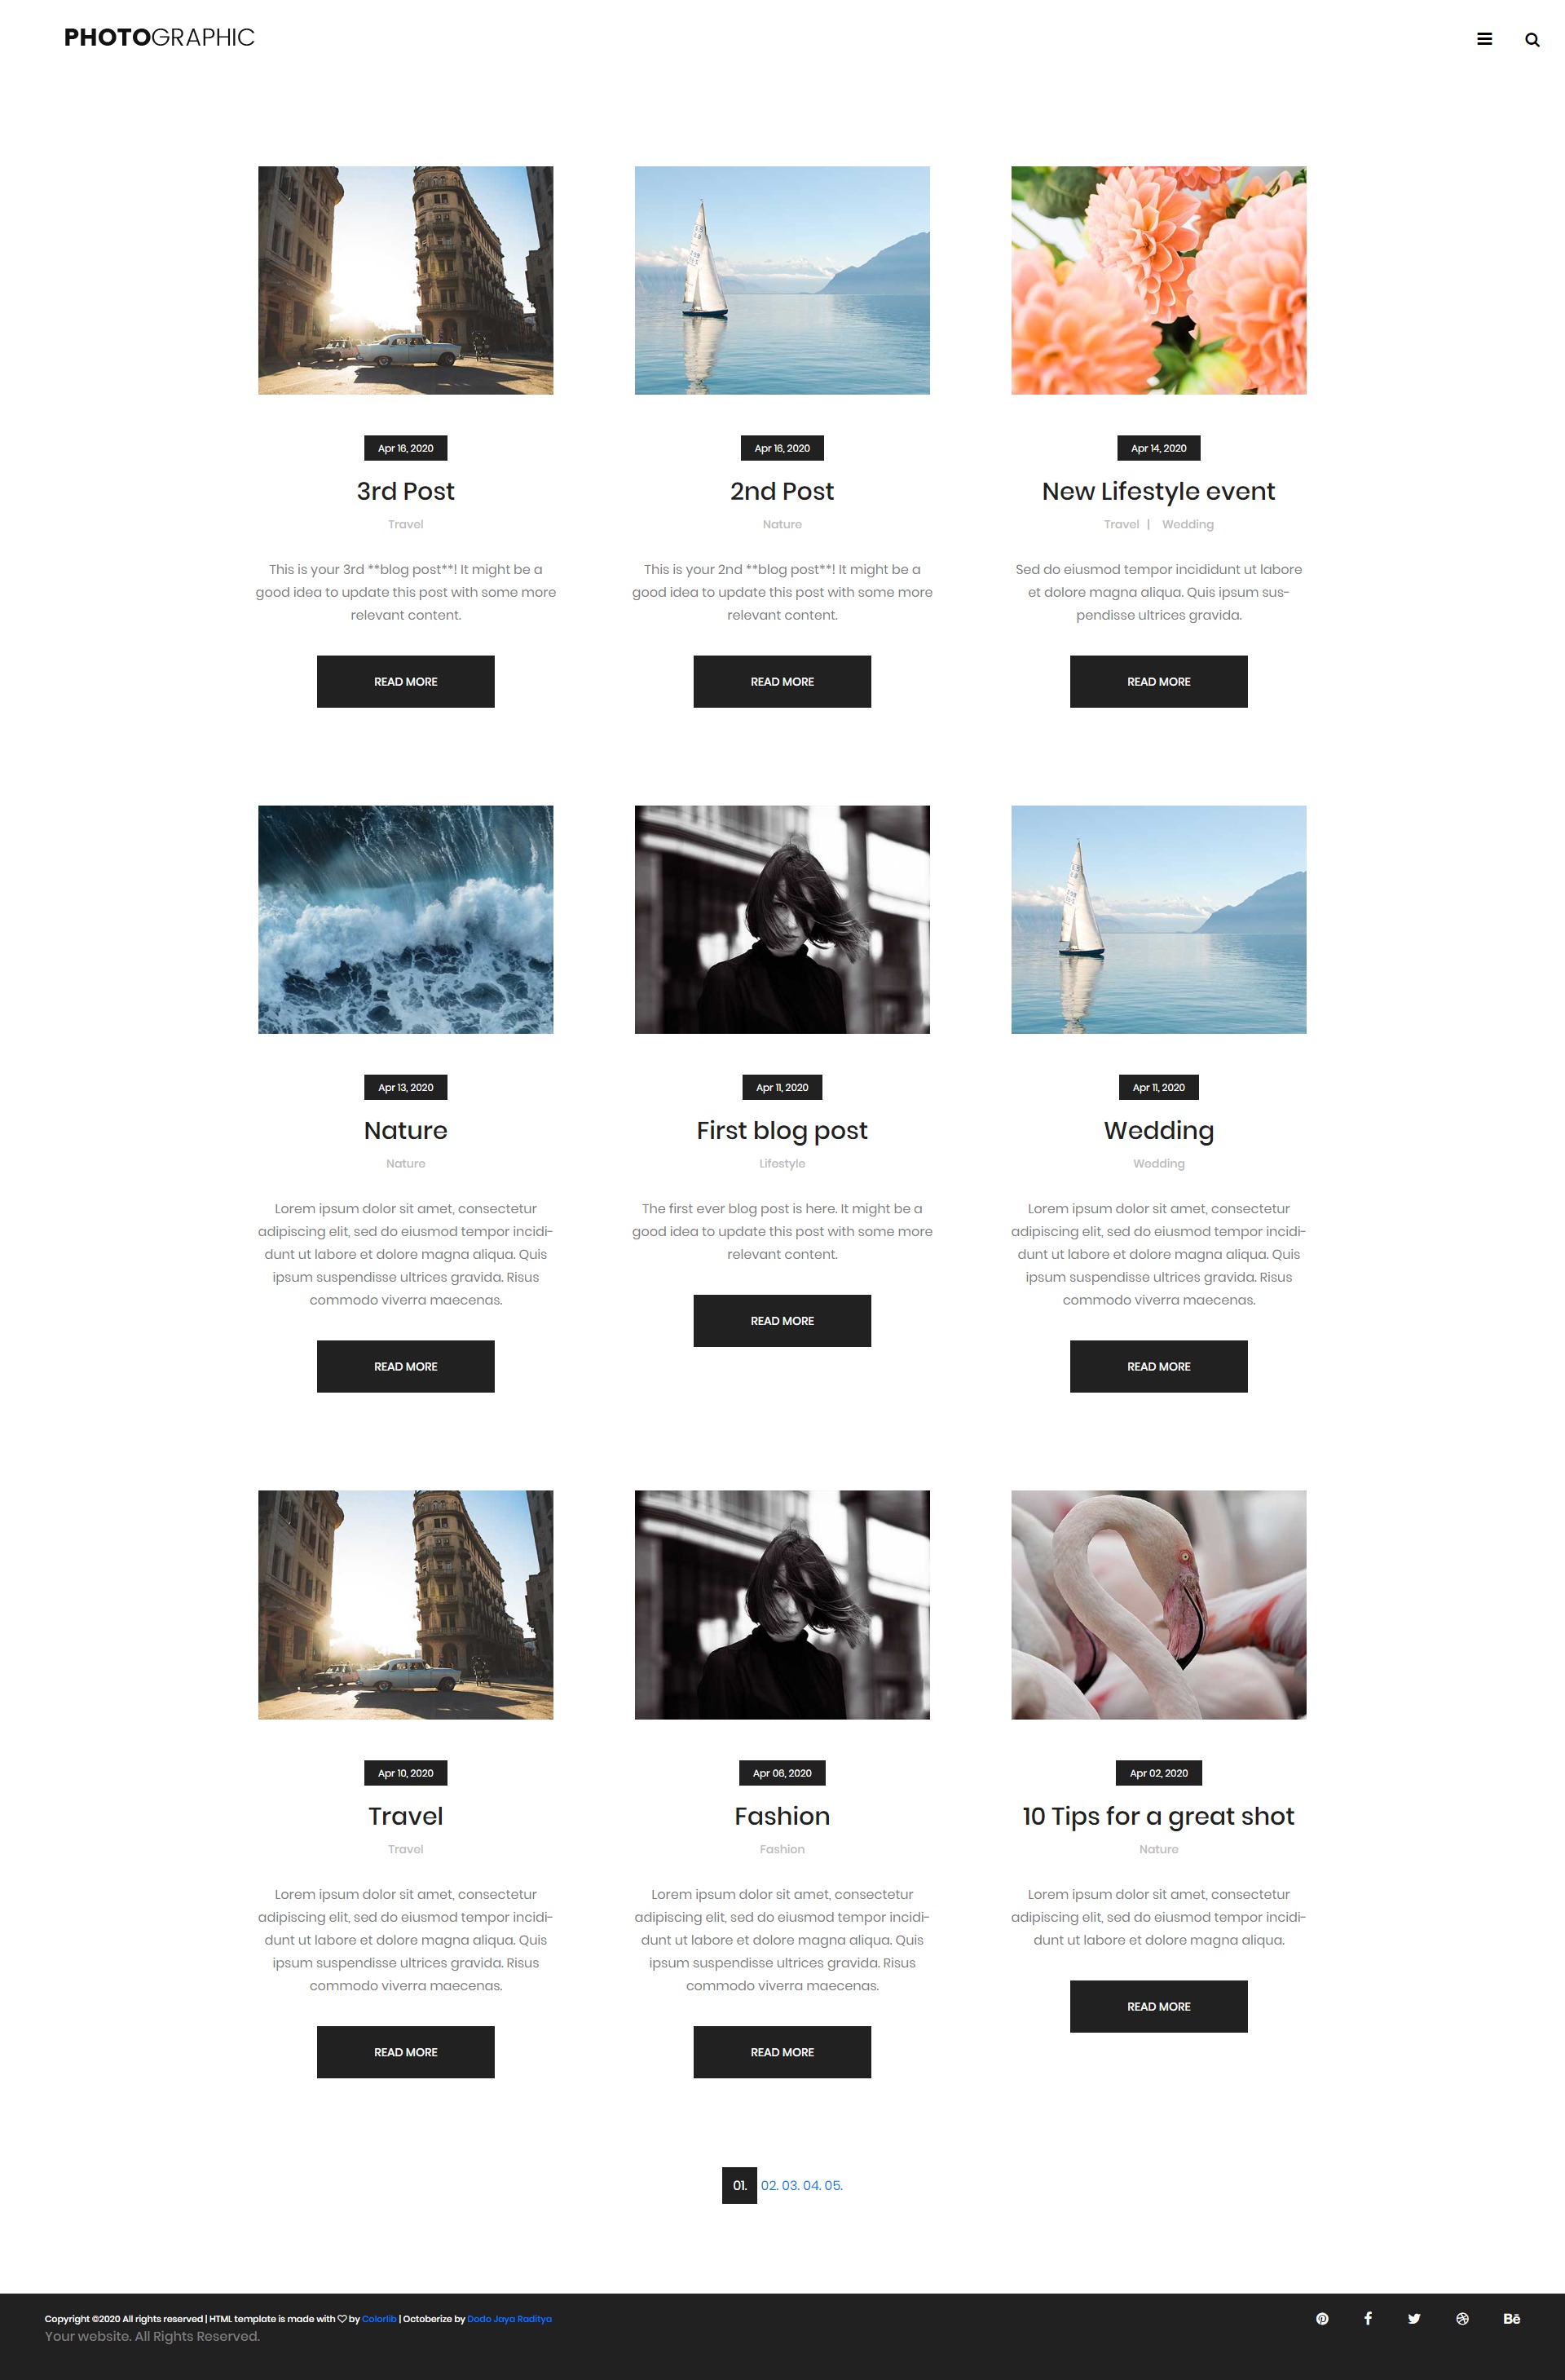 PHOTOGRAPHIC
Apr 16, 2020
3rd Post
Travel
This is your 3rd **blog post**! It might be a
good idea to update this post with some more
relevant content.
READ MORE
Apr 16, 2020
2nd Post
Nature
This is your 2nd **blog post**! It might be a
good idea to update this post with some more
relevant content.
READ MORE
Apr 14, 2020
New Lifestyle event
Travel | Wedding
Sed do eiusmod tempor incididunt ut labore
et dolore magna aliqua. Quis ipsum sus-
pendisse ultrices gravida.
READ MORE
Apr 13, 2020
Nature
Nature
Lorem ipsum dolor sit amet, consectetur
adipiscing elit, sed do eiusmod tempor incidi-
dunt ut labore et dolore magna aliqua. Quis
ipsum suspendisse ultrices gravida. Risus
commodo viverra maecenas.
READ MORE
Apr 11, 2020
First blog post
Lifestyle
The first ever blog post is here. It might be a
good idea to update this post with some more
relevant content.
READ MORE
Apr 11, 2020
Wedding
Wedding
Lorem ipsum dolor sit amet, consectetur
adipiscing elit, sed do eiusmod tempor incidi-
dunt ut labore et dolore magna aliqua. Quis
ipsum suspendisse ultrices gravida. Risus
commodo viverra maecenas.
READ MORE
Apr 10, 2020
Travel
Travel
Lorem ipsum dolor sit amet, consectetur
adipiscing elit, sed do eiusmod tempor incidi-
dunt ut labore et dolore magna aliqua. Quis
ipsum suspendisse ultrices gravida. Risus
commodo viverra maecenas.
READ MORE
Apr 06, 2020
Fashion
Fashion
Lorem ipsum dolor sit amet, consectetur
adipiscing elit, sed do eiusmod tempor incidi-
dunt ut labore et dolore magna aliqua. Quis
ipsum suspendisse ultrices gravida. Risus
commodo viverra maecenas.
READ MORE
Apr 02, 2020
10 Tips for a great shot
Nature
Lorem ipsum dolor sit amet, consectetur
adipiscing elit, sed do eiusmod tempor incidi-
dunt ut labore et dolore magna aliqua.
READ MORE
01. 02. 03. 04. 05.
Copyright ©2020 All rights reserved | HTML template is made with ♡ by Colorlib | Octoberize by Dodo Jaya Raditya
Your website. All Rights Reserved.
Bē